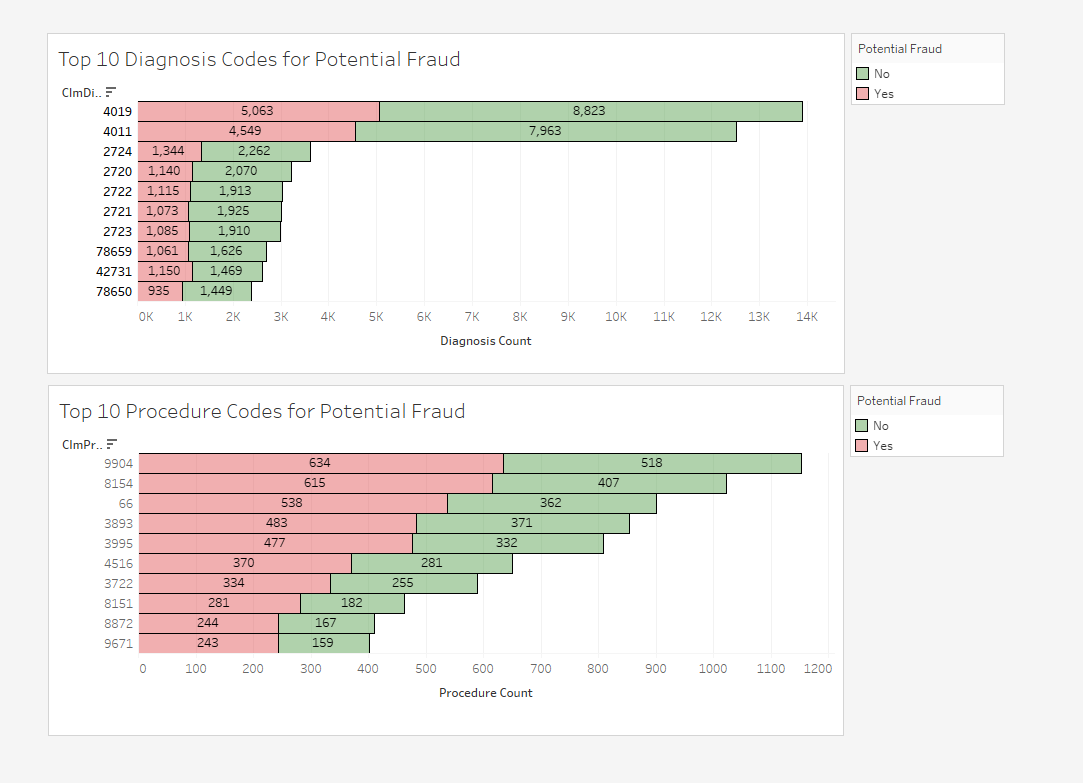 Top 10 Diagnosis Codes for Potential Fraud
ClmDi..
4019 5,063 8,823
4011 4,549 7,963
2724 1,344 2,262
2720 1,140 2,070
2722 1,115 1,913
2721 1,073 1,925
2723 1,085 1,910
78659 1,061 1,626
42731 1,150 1,469
78650 935 1,449
0K 1K 2K 3K 4K 5K 6K 7K 8K 9K 10K 11K 12K 13K 14K
Diagnosis Count
Potential Fraud
No
Yes
Top 10 Procedure Codes for Potential Fraud
ClmPr..
9904 634 518
8154 615 407
66 538 362
3893 483 371
3995 477 332
4516 370 281
3722 334 255
8151 281 182
8872 244 167
9671 243 159
0 100 200 300 400 500 600 700 800 900 1000 1100 1200
Procedure Count
Potential Fraud
No
Yes